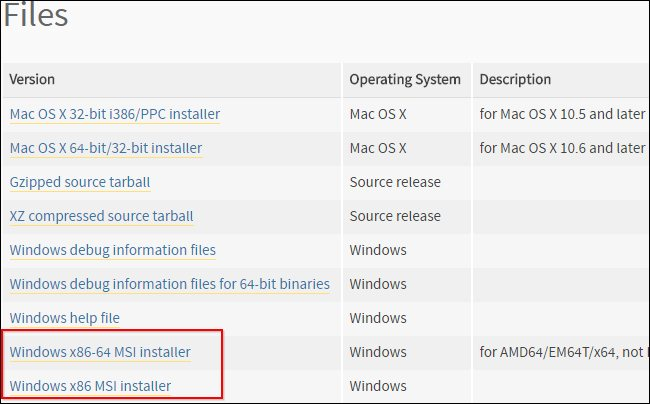 Files
Version Operating System Description
Mac OS X 32-bit i386/PPC installer Mac OS X for Mac OS X 10.5 and later
Mac OS X 64-bit/32-bit installer Mac OS X for Mac OS X 10.6 and later
Gzipped source tarball Source release
XZ compressed source tarball Source release
Windows debug information files Windows
Windows debug information files for 64-bit binaries Windows
Windows help file Windows
Windows x86-64 MSI installer Windows for AMD64/EM64T/x64, not
Windows x86 MSI installer Windows